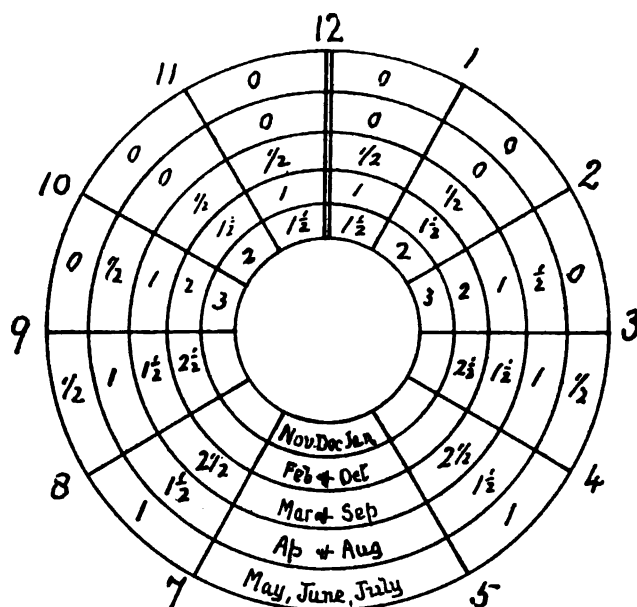 12
11 1
0 0
0 0
0 ½ ½ 0
0 0
10 ½ 1 1 ½ 2
1½ 1½ 1½ 1½
2 2
0 ½ 1 2 3 3 2 1 ½ 0
9 3
½ 1 1½ 2½ 2½ 1½ 1 ½
Nov. Dec Jan
2½ Feb + Oct 2½
8 1½ 1½ 4
1 Mar + Sep 1
Ap + Aug
7 May, June, July 5